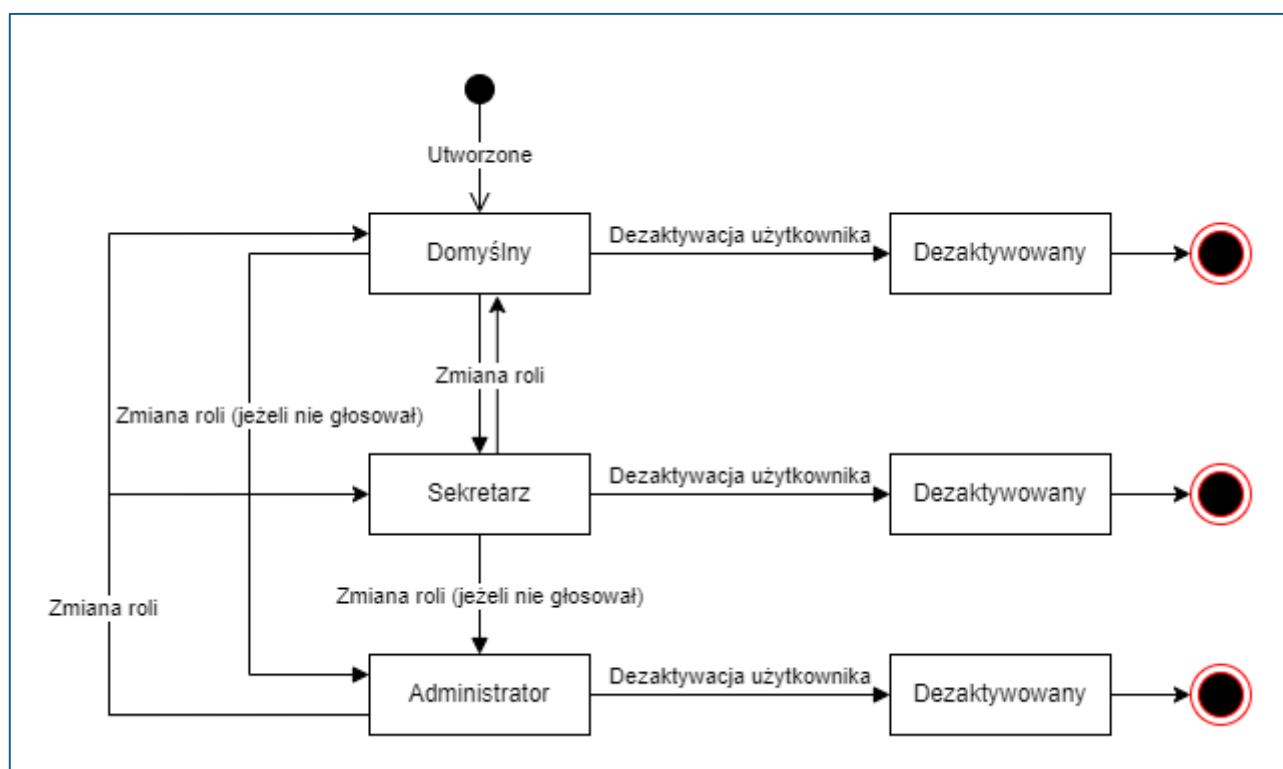 Utworzone
Domyślny
Dezaktywacja użytkownika
Dezaktywowany
Zmiana roli
Zmiana roli (jeżeli nie głosował)
Sekretarz
Dezaktywacja użytkownika
Dezaktywowany
Zmiana roli (jeżeli nie głosował)
Zmiana roli
Administrator
Dezaktywacja użytkownika
Dezaktywowany